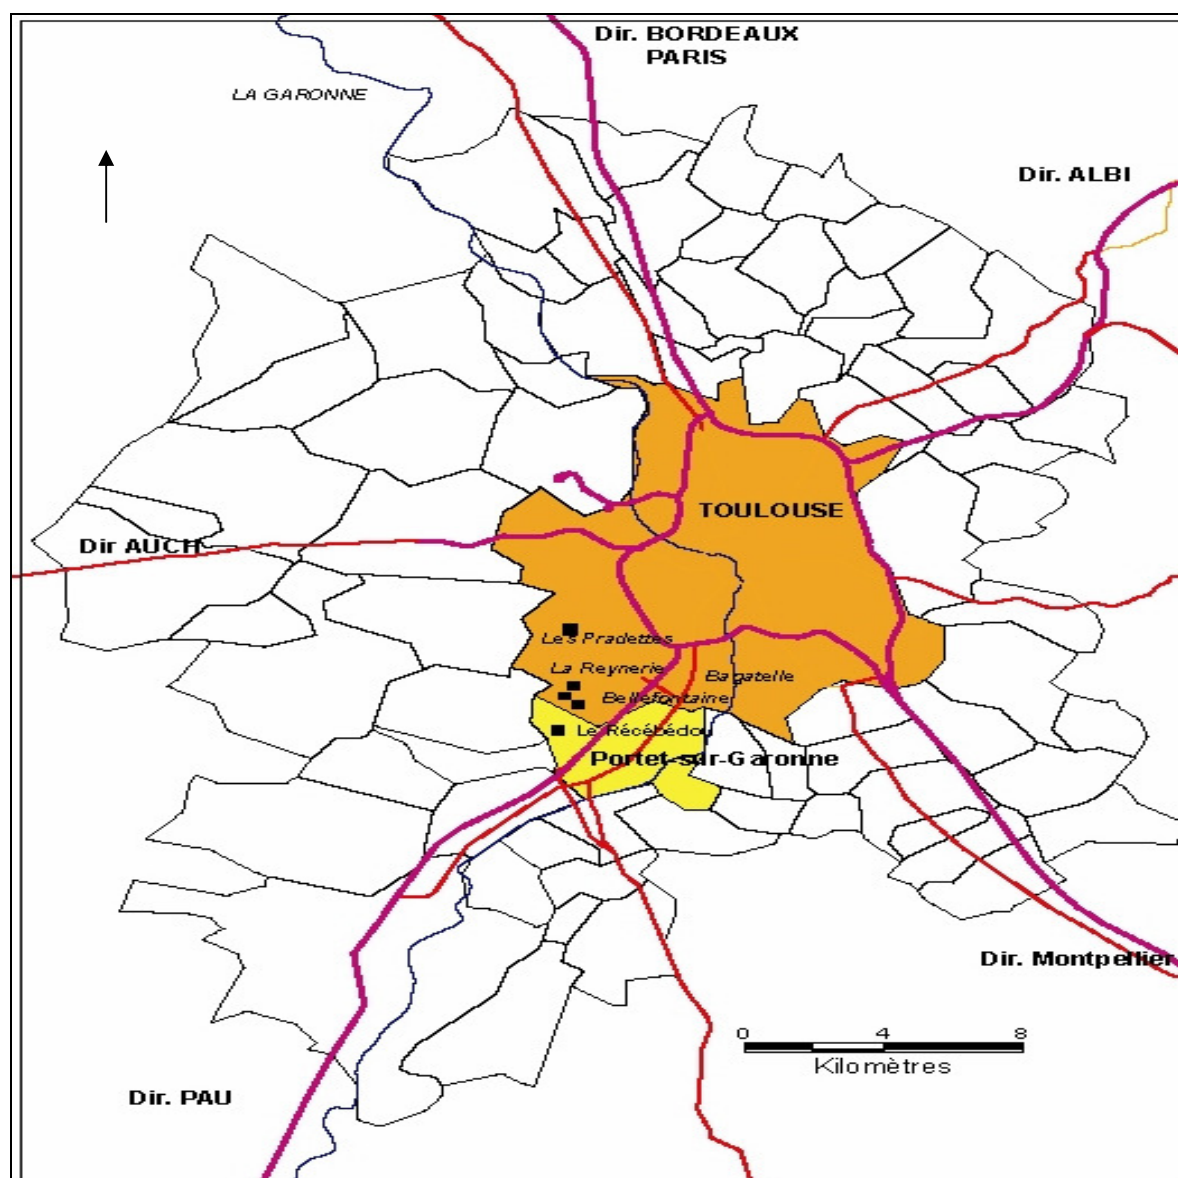 Dir. BORDEAUX
PARIS
LA GARONNE
Dir. ALBI
TOULOUSE
Dir AUCH
Les Pradettes
La Reynerie
Bagatelle
Bellefontaine
Le Récébédou
Portet-sur-Garonne
Dir. Montpellier
0 4 8
Kilomètres
Dir. PAU